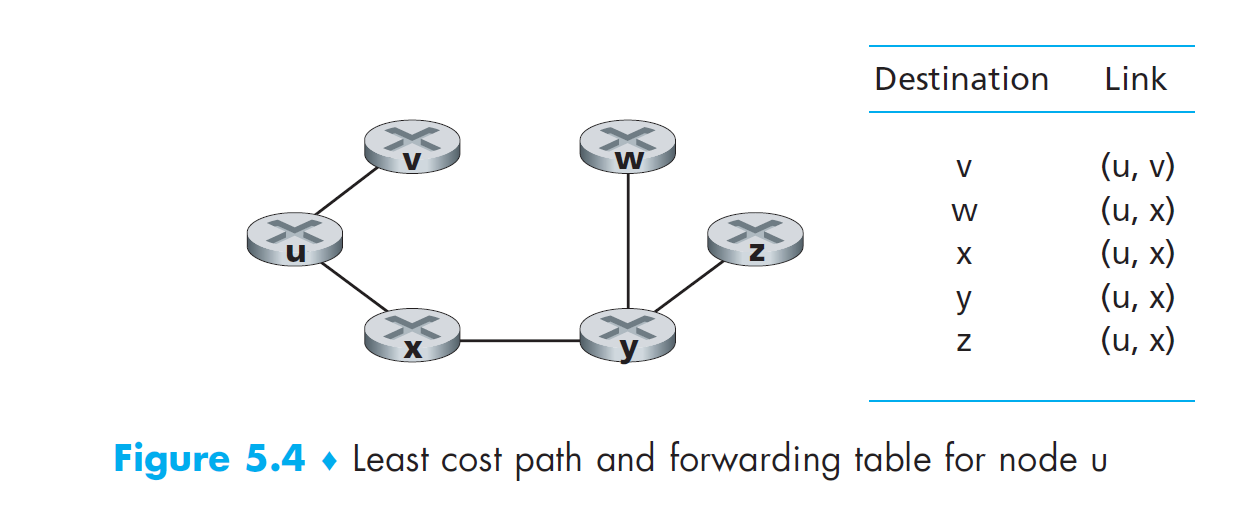 Destination Link
v (u, v)
v w
w (u, x)
u z
x (u, x)
y (u, x)
x y
z (u, x)
Figure 5.4 ♦ Least cost path and forwarding table for node u